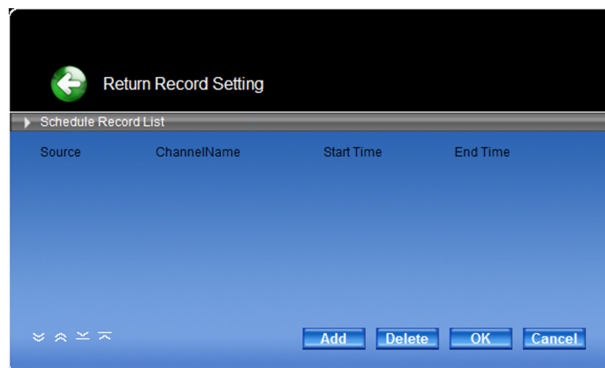 Return Record Setting
Schedule Record List
Source ChannelName Start Time End Time
Add Delete OK Cancel